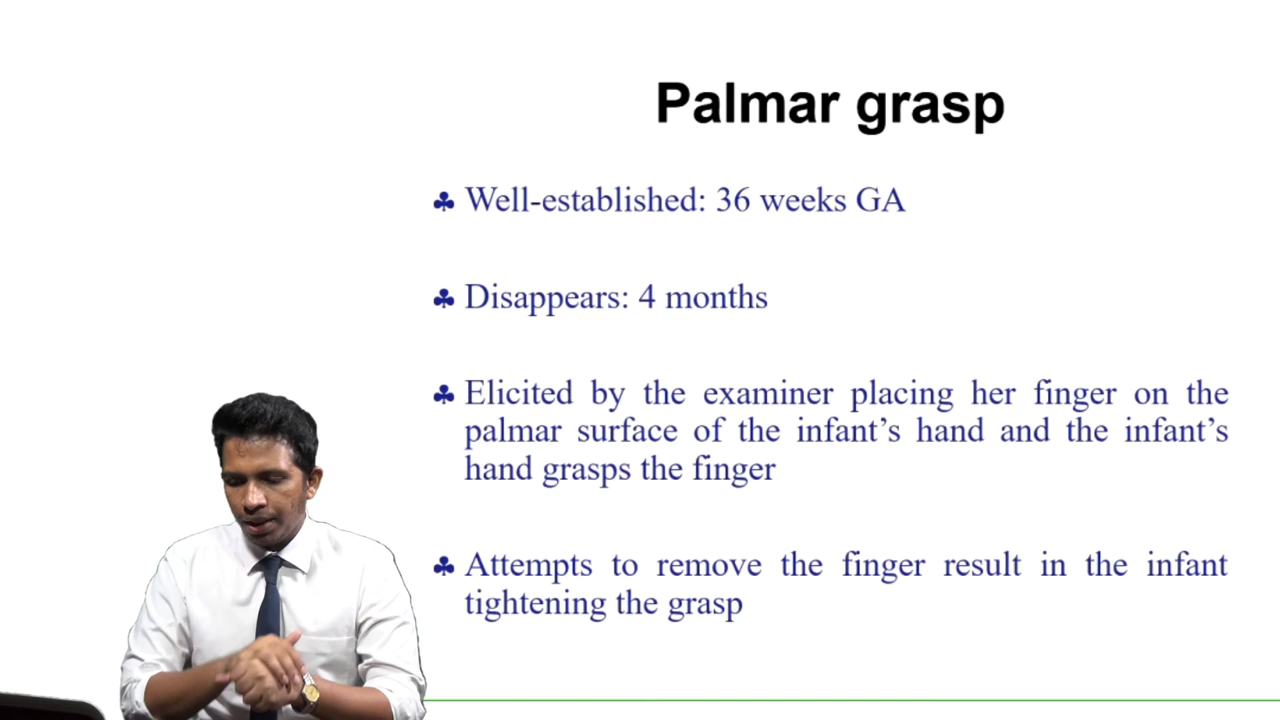 Palmar grasp
♣ Well-established: 36 weeks GA
♣ Disappears: 4 months
♣ Elicited by the examiner placing her finger on the
palmar surface of the infant’s hand and the infant’s
hand grasps the finger
♣ Attempts to remove the finger result in the infant
tightening the grasp